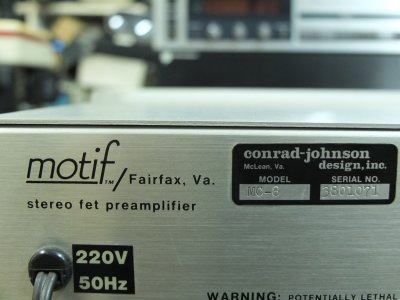 motif™/Fairfax, Va.
stereo fet preamplifier
220V
50Hz
conrad-johnson
McLean, Va. design, inc.
MODEL SERIAL NO.
MC-8 3801071
WARNING: POTENTIALLY LETHAL